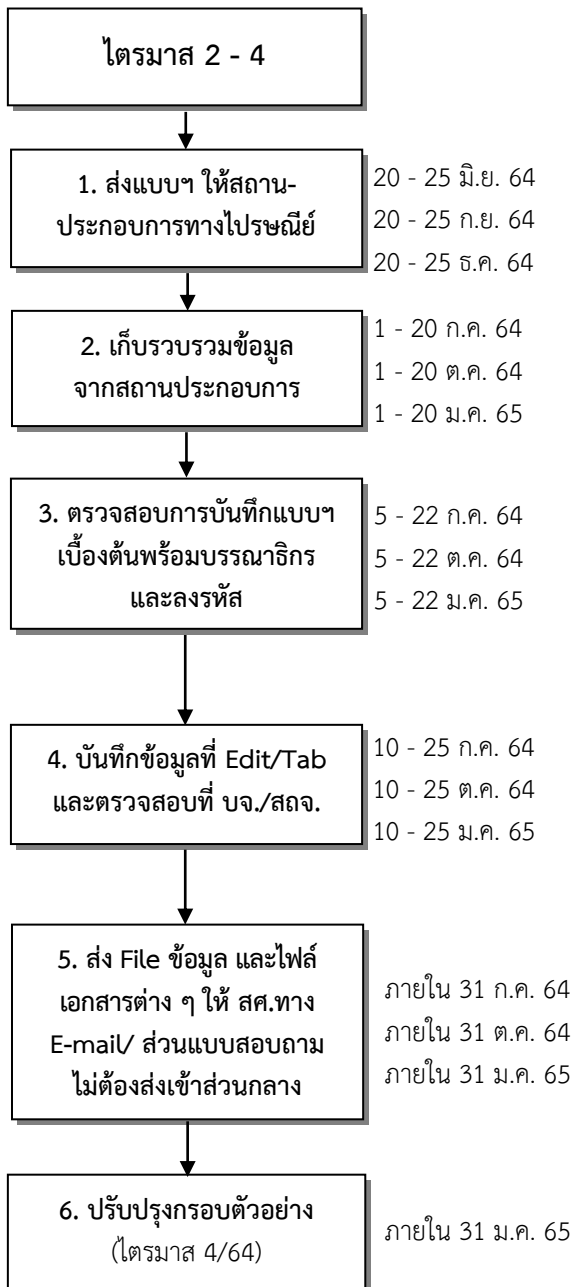 ไตรมาส 2 - 4
1. ส่งแบบฯ ให้สถาน-
ประกอบการทางไปรษณีย์
20 - 25 มิ.ย. 64
20 - 25 ก.ย. 64
20 - 25 ธ.ค. 64
2. เก็บรวบรวมข้อมูล
จากสถานประกอบการ
1 - 20 ก.ค. 64
1 - 20 ต.ค. 64
1 - 20 ม.ค. 65
3. ตรวจสอบการบันทึกแบบฯ
เบื้องต้นพร้อมบรรณาธิกร
และลงรหัส
5 - 22 ก.ค. 64
5 - 22 ต.ค. 64
5 - 22 ม.ค. 65
4. บันทึกข้อมูลที่ Edit/Tab
และตรวจสอบที่ บจ./สถจ.
10 - 25 ก.ค. 64
10 - 25 ต.ค. 64
10 - 25 ม.ค. 65
5. ส่ง File ข้อมูล และไฟล์
เอกสารต่าง ๆ ให้ สศ.ทาง
E-mail/ ส่วนแบบสอบถาม
ไม่ต้องส่งเข้าส่วนกลาง
ภายใน 31 ก.ค. 64
ภายใน 31 ต.ค. 64
ภายใน 31 ม.ค. 65
6. ปรับปรุงกรอบตัวอย่าง
(ไตรมาส 4/64)
ภายใน 31 ม.ค. 65